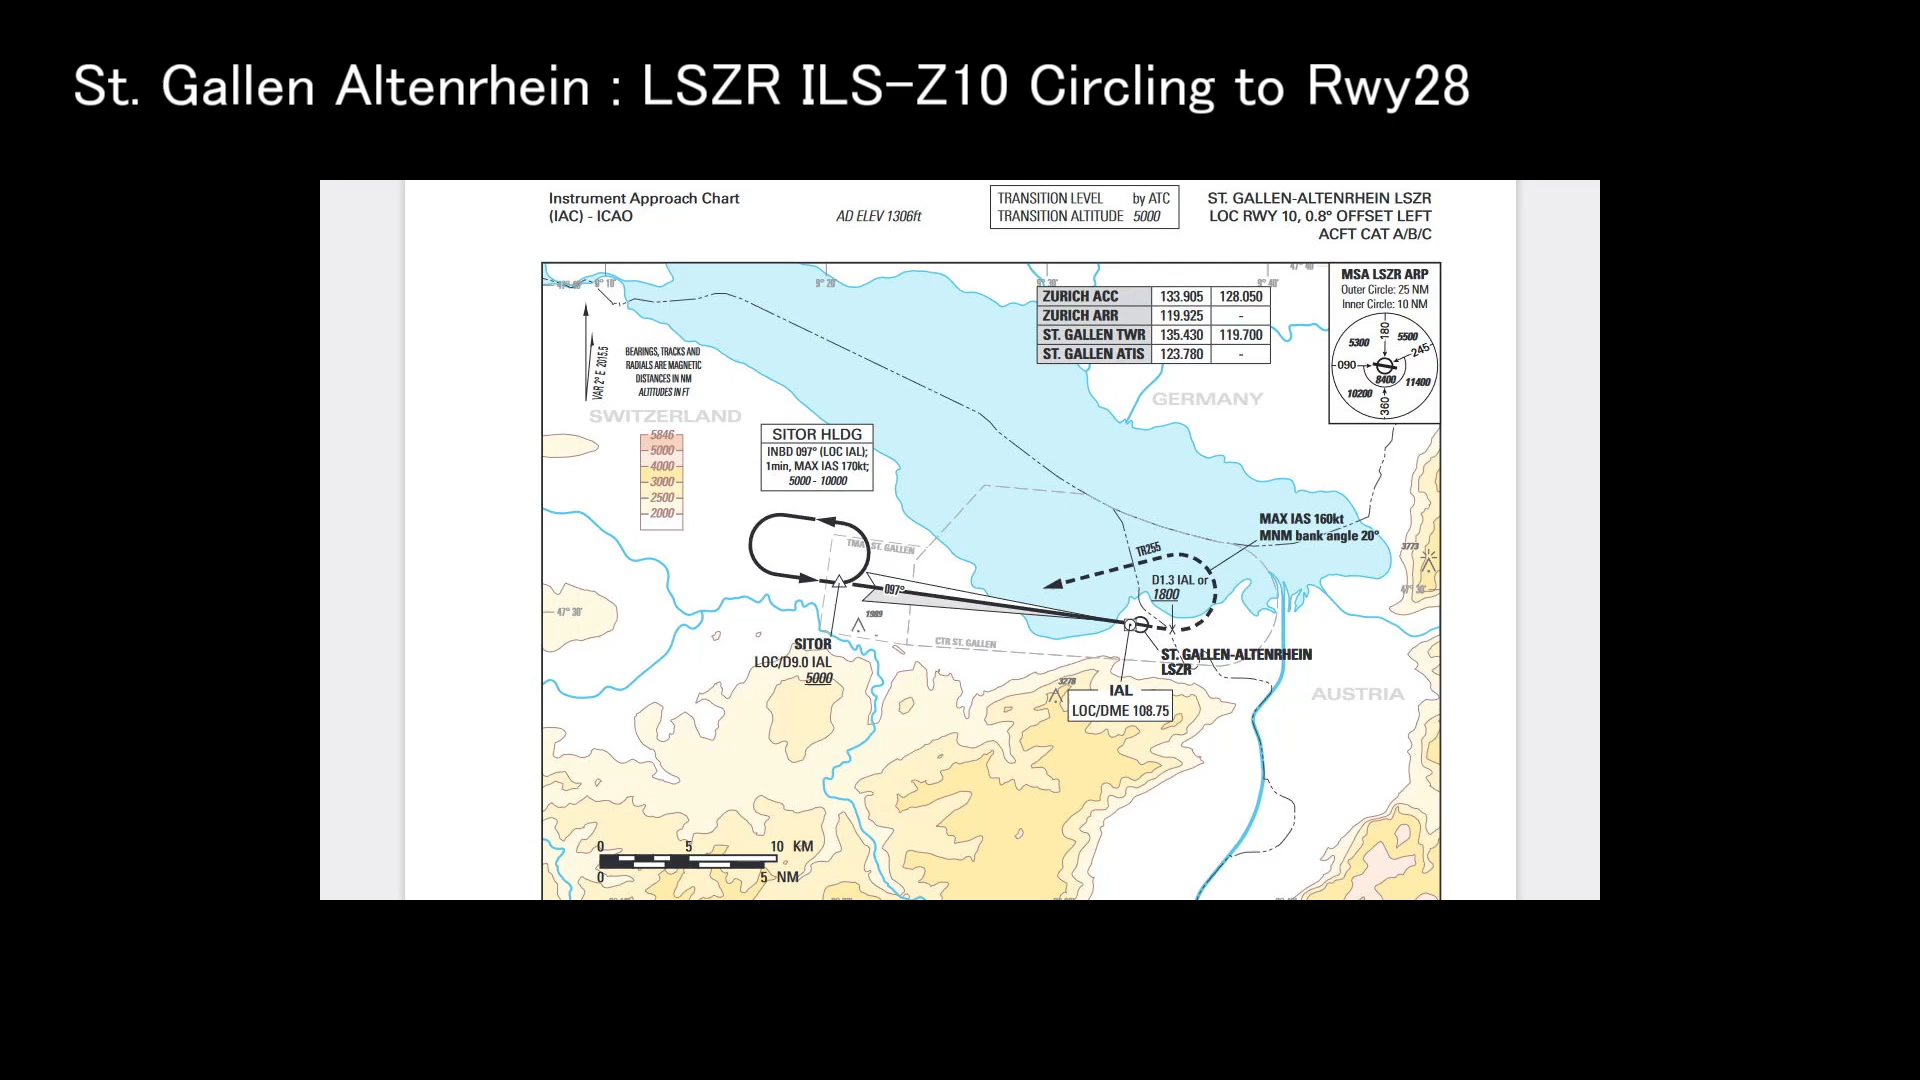 St. Gallen Altenrhein : LSZR ILS-Z10 Circling to Rwy28
Instrument Approach Chart
(IAC) - ICAO
AD ELEV 1306ft
TRANSITION LEVEL by ATC
TRANSITION ALTITUDE 5000
ST. GALLEN-ALTENRHEIN LSZR
LOC RWY 10, 0.8° OFFSET LEFT
ACFT CAT A/B/C
9° 20'
9° 40'
ZURICH ACC 133.905 128.050
ZURICH ARR 119.925 -
ST. GALLEN TWR 135.430 119.700
ST. GALLEN ATIS 123.780 -
MSA LSZR ARP
Outer Circle: 25 NM
Inner Circle: 10 NM
180
5300
5500
245
090
8400
11400
10200
360
VAR 2° E 2015.5
BEARINGS, TRACKS AND
RADIALS ARE MAGNETIC
DISTANCES IN NM
ALTITUDES IN FT
SWITZERLAND
GERMANY
5846
5000
4000
3000
2500
2000
SITOR HLDG
INBD 097° (LOC IAL);
1min, MAX IAS 170kt;
5000 - 10000
MAX IAS 160kt
MNM bank angle 20°
TMA ST. GALLEN
TR255
3773
D1.3 IAL or
1800
097°
47° 30'
47° 30'
1989
CTR ST. GALLEN
SITOR
LOC/D9.0 IAL
5000
ST. GALLEN-ALTENRHEIN
LSZR
3278
IAL
LOC/DME 108.75
AUSTRIA
0 5 10 KM
0 5 NM